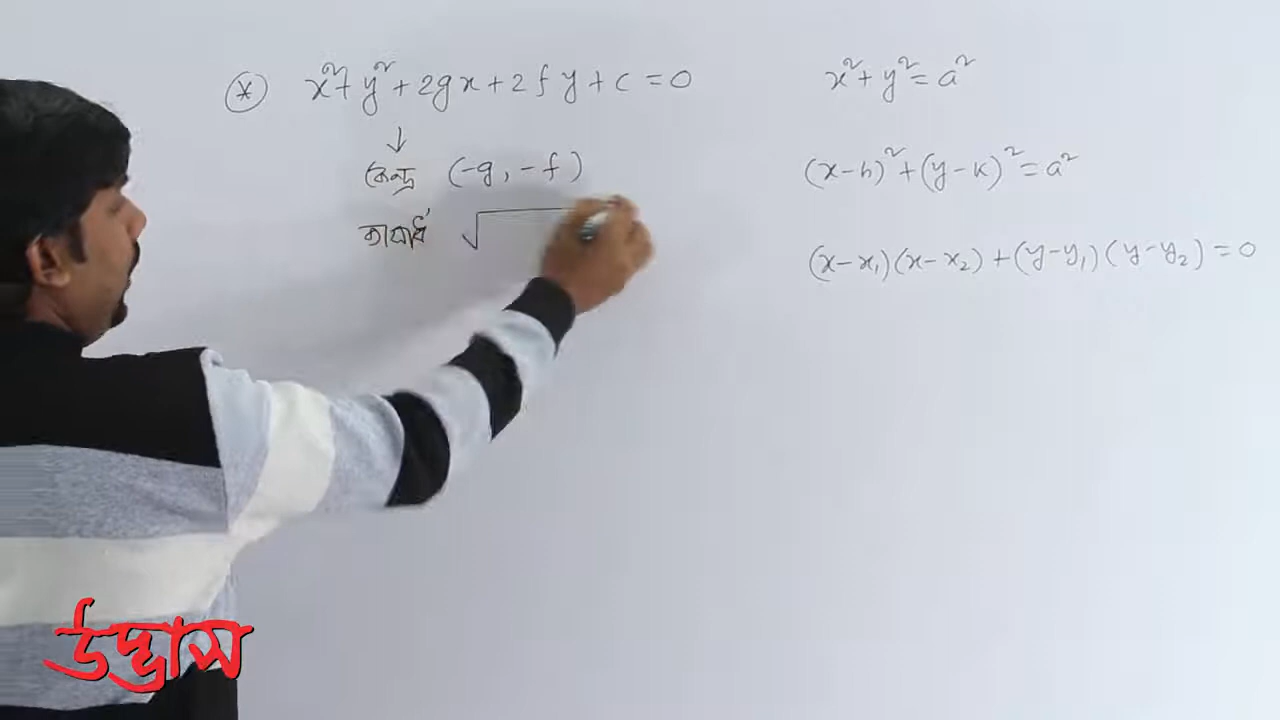 (*) x²+y²+2gx+2fy+c=0
↓
কেন্দ্র (-g, -f)
ব্যাসার্ধ √
x²+y²=a²
(x-h)²+(y-k)²=a²
(x-x₁)(x-x₂)+(y-y₁)(y-y₂)=0
উদ্ভাস